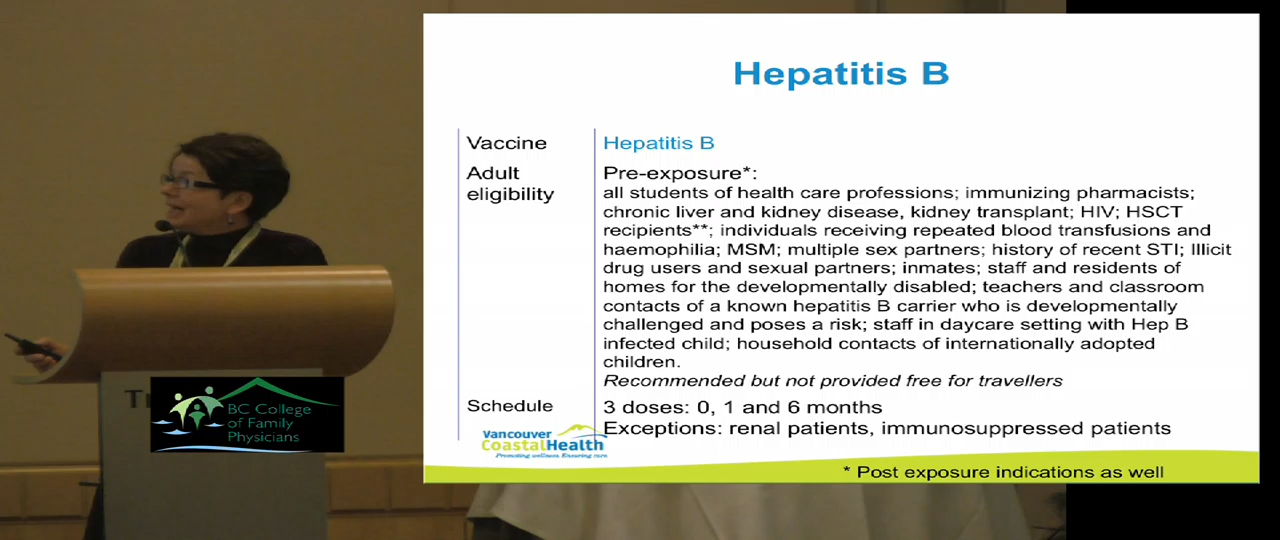 Hepatitis B
Vaccine
Hepatitis B
Adult
eligibility
Pre-exposure*:
all students of health care professions; immunizing pharmacists;
chronic liver and kidney disease, kidney transplant; HIV; HSCT
recipients**; individuals receiving repeated blood transfusions and
haemophilia; MSM; multiple sex partners; history of recent STI; Illicit
drug users and sexual partners; inmates; staff and residents of
homes for the developmentally disabled; teachers and classroom
contacts of a known hepatitis B carrier who is developmentally
challenged and poses a risk; staff in daycare setting with Hep B
infected child; household contacts of internationally adopted
children.
Recommended but not provided free for travellers
Schedule
3 doses: 0, 1 and 6 months
Exceptions: renal patients, immunosuppressed patients
Vancouver
CoastalHealth
Promoting wellness. Ensuring care.
* Post exposure indications as well
BC College
of Family
Physicians